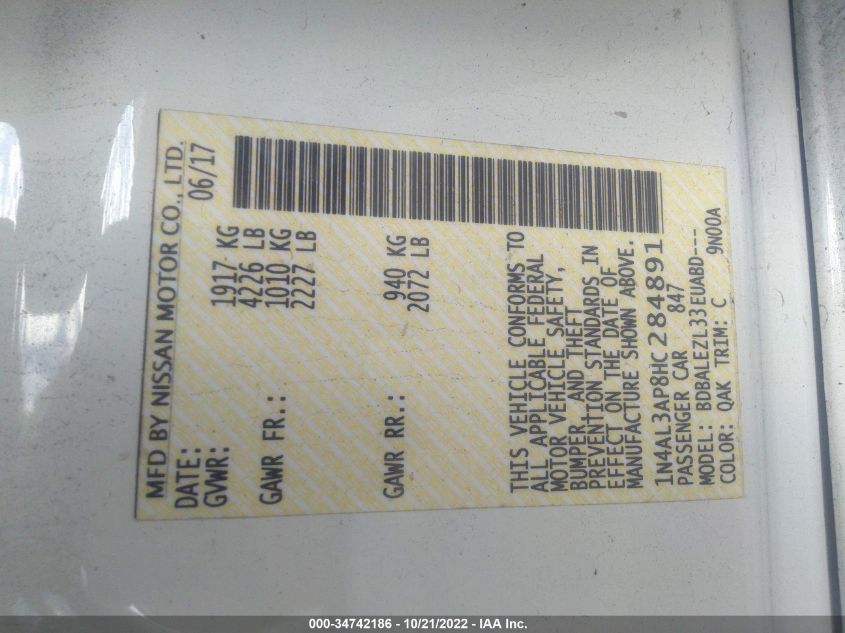 MFD BY NISSAN MOTOR CO., LTD.
DATE: 06/17
GVWR: 1917 KG
4226 LB
GAWR FR.: 1010 KG
2227 LB
GAWR RR.: 940 KG
2072 LB
THIS VEHICLE CONFORMS TO
ALL APPLICABLE FEDERAL
MOTOR VEHICLE SAFETY,
BUMPER AND THEFT
PREVENTION STANDARDS IN
EFFECT ON THE DATE OF
MANUFACTURE SHOWN ABOVE.
1N4AL3AP8HC284891
PASSENGER CAR 847
MODEL: BDBALEZL33EUABD---
COLOR: QAK TRIM: C 9N00A
000-34742186 - 10/21/2022 - IAA Inc.